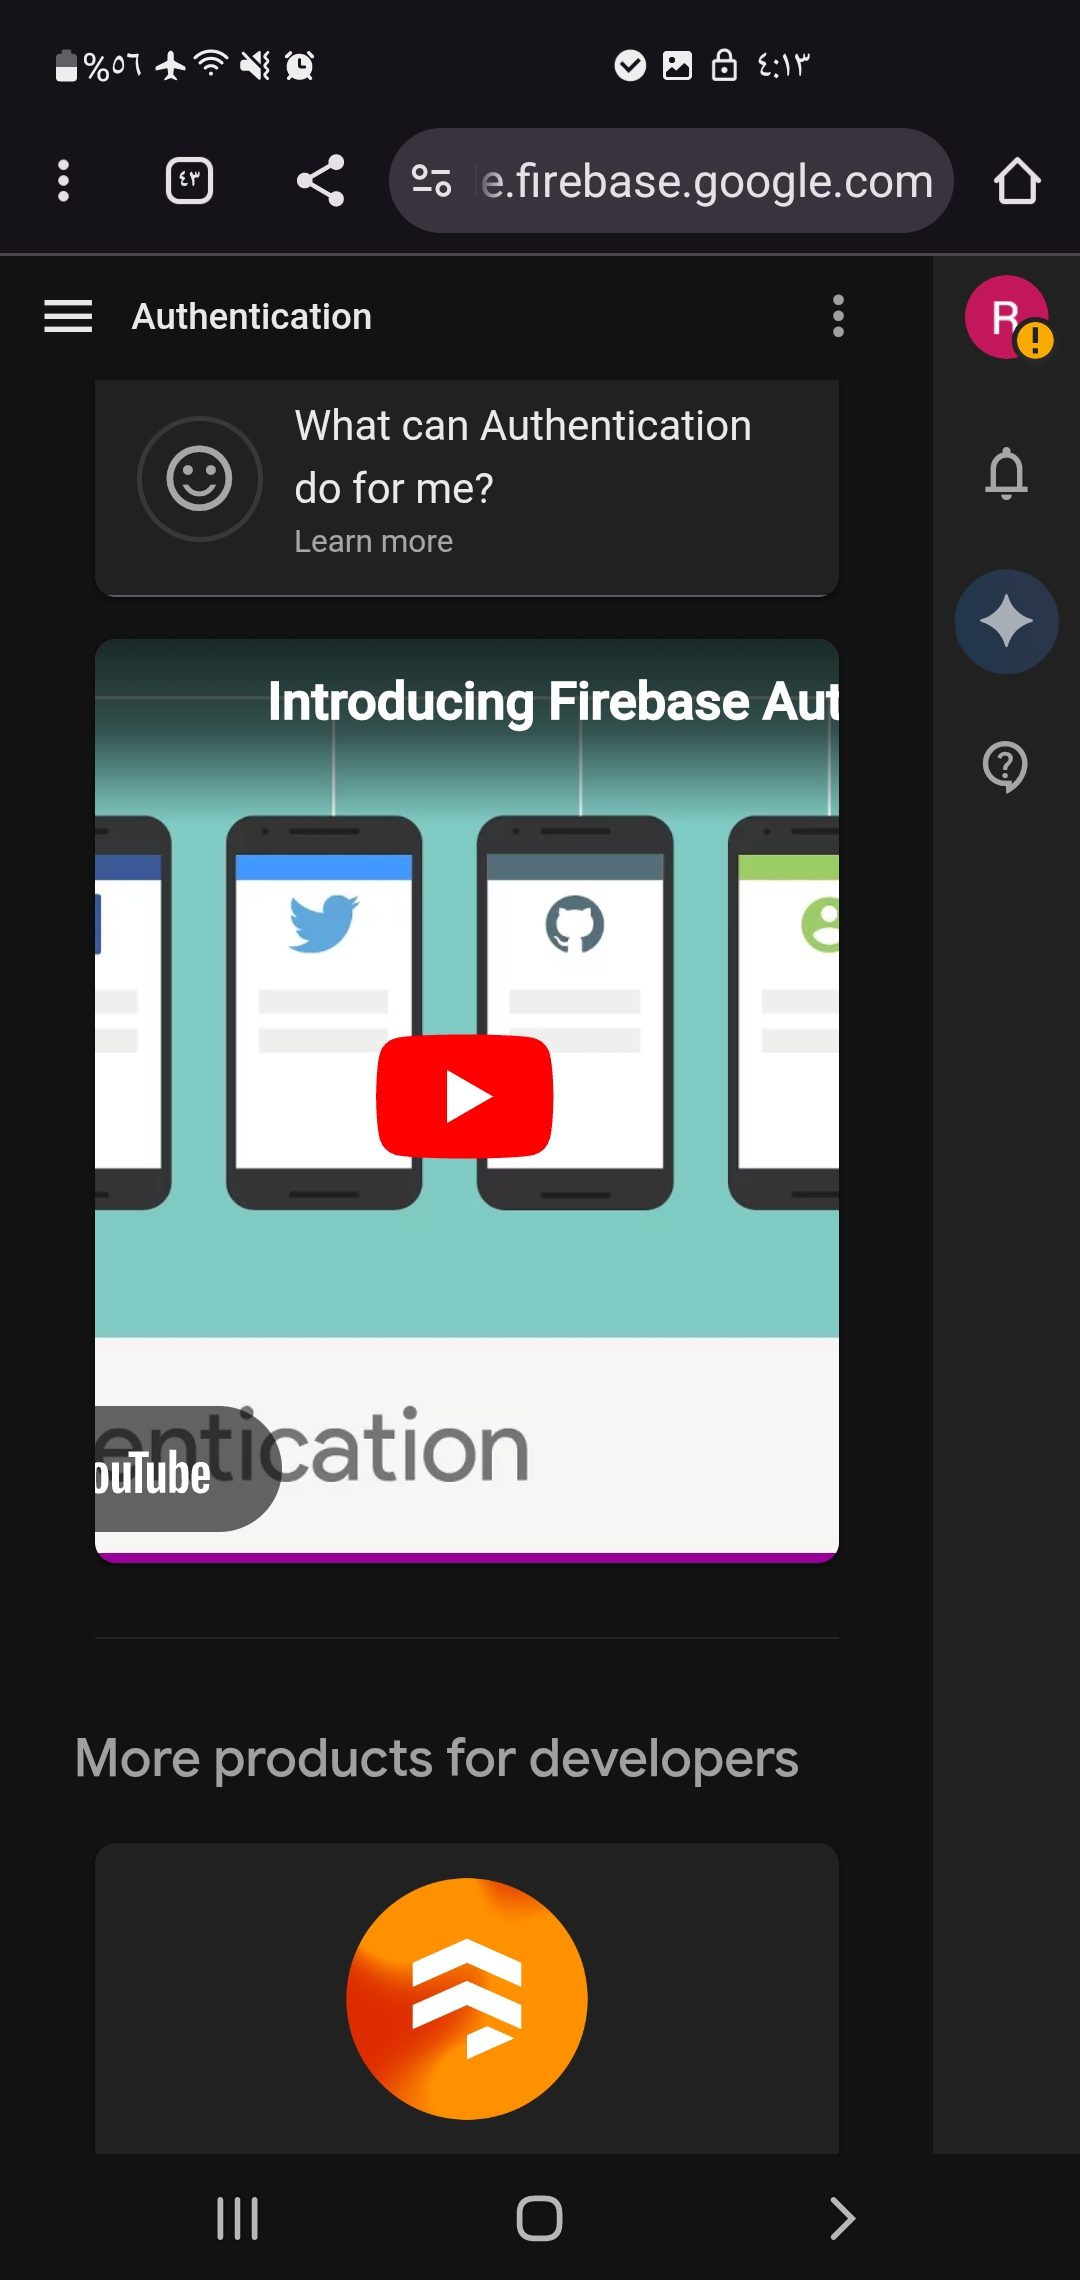 %٥٦
٤:١٣
٤٣
e.firebase.google.com
Authentication
R
What can Authentication
do for me?
Learn more
Introducing Firebase Aut
entication
ouTube
More products for developers